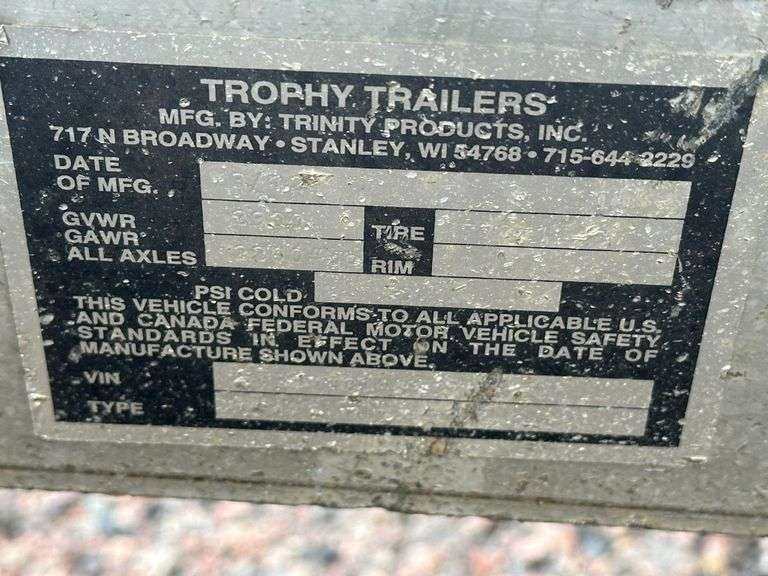 TROPHY TRAILERS
MFG. BY: TRINITY PRODUCTS, INC.
717 N BROADWAY • STANLEY, WI 54768 • 715-644-2229
DATE
OF MFG.
GVWR
GAWR
ALL AXLES
TIRE
RIM
PSI COLD
THIS VEHICLE CONFORMS TO ALL APPLICABLE U.S.
AND CANADA FEDERAL MOTOR VEHICLE SAFETY
STANDARDS IN EFFECT ON THE DATE OF
MANUFACTURE SHOWN ABOVE
VIN
TYPE